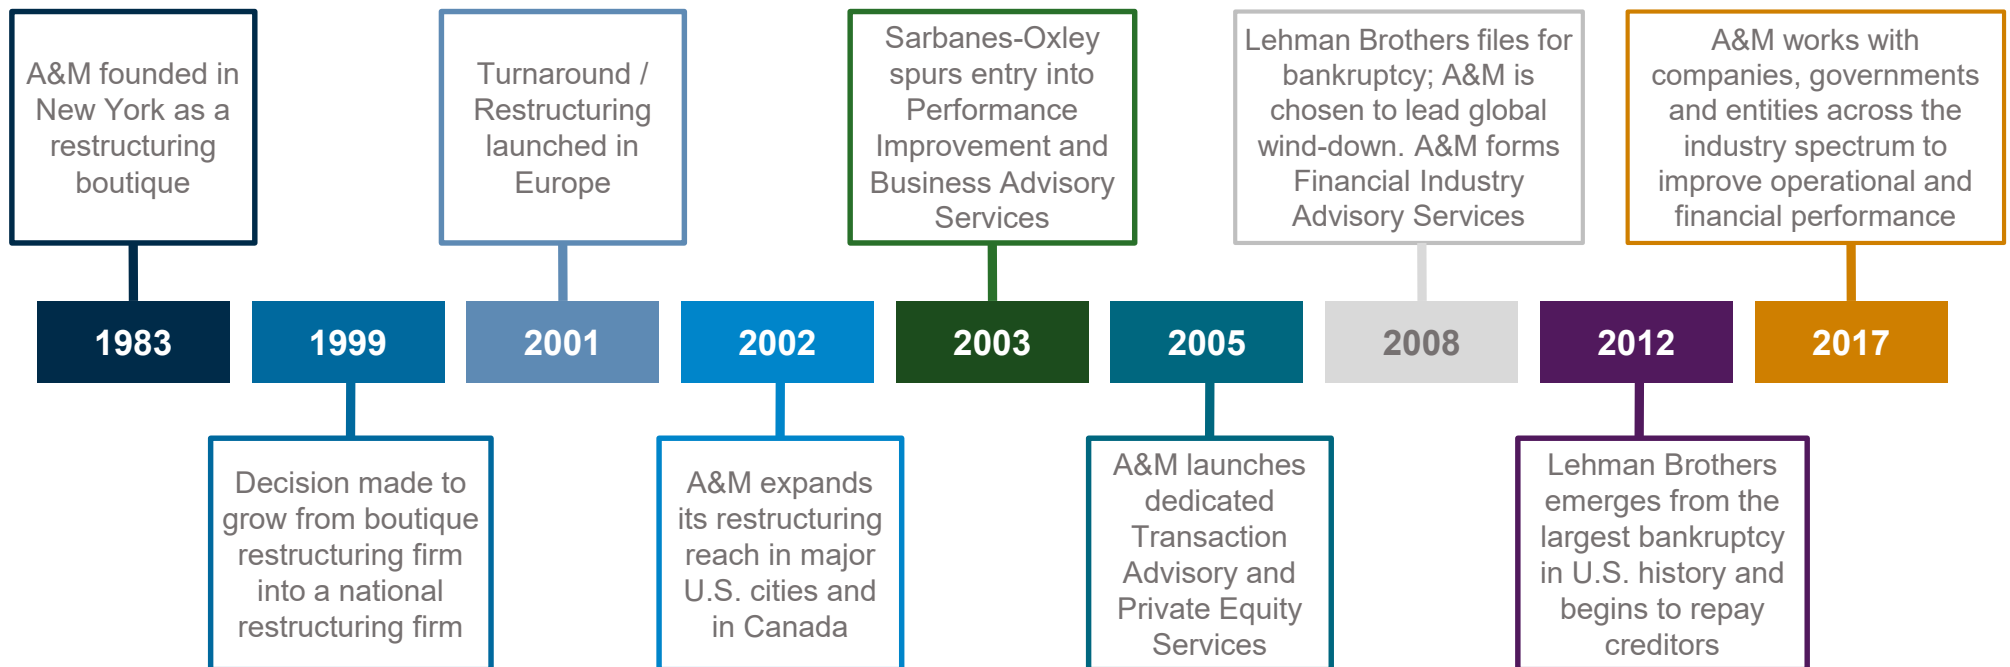 A&M founded in
New York as a
restructuring
boutique
Turnaround /
Restructuring
launched in
Europe
Sarbanes-Oxley
spurs entry into
Performance
Improvement and
Business Advisory
Services
Lehman Brothers files for
bankruptcy; A&M is
chosen to lead global
wind-down. A&M forms
Financial Industry
Advisory Services
A&M works with
companies, governments
and entities across the
industry spectrum to
improve operational and
financial performance
1983
1999
2001
2002
2003
2005
2008
2012
2017
Decision made to
grow from boutique
restructuring firm
into a national
restructuring firm
A&M expands
its restructuring
reach in major
U.S. cities and
in Canada
A&M launches
dedicated
Transaction
Advisory and
Private Equity
Services
Lehman Brothers
emerges from the
largest bankruptcy
in U.S. history and
begins to repay
creditors